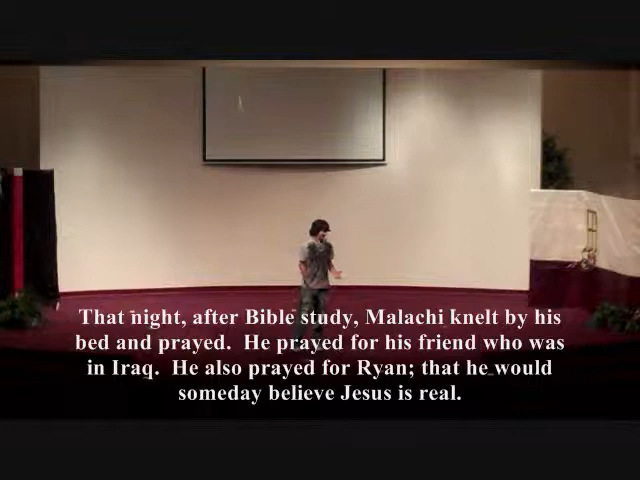 That night, after Bible study, Malachi knelt by his
bed and prayed.  He prayed for his friend who was
in Iraq.  He also prayed for Ryan; that he would
someday believe Jesus is real.